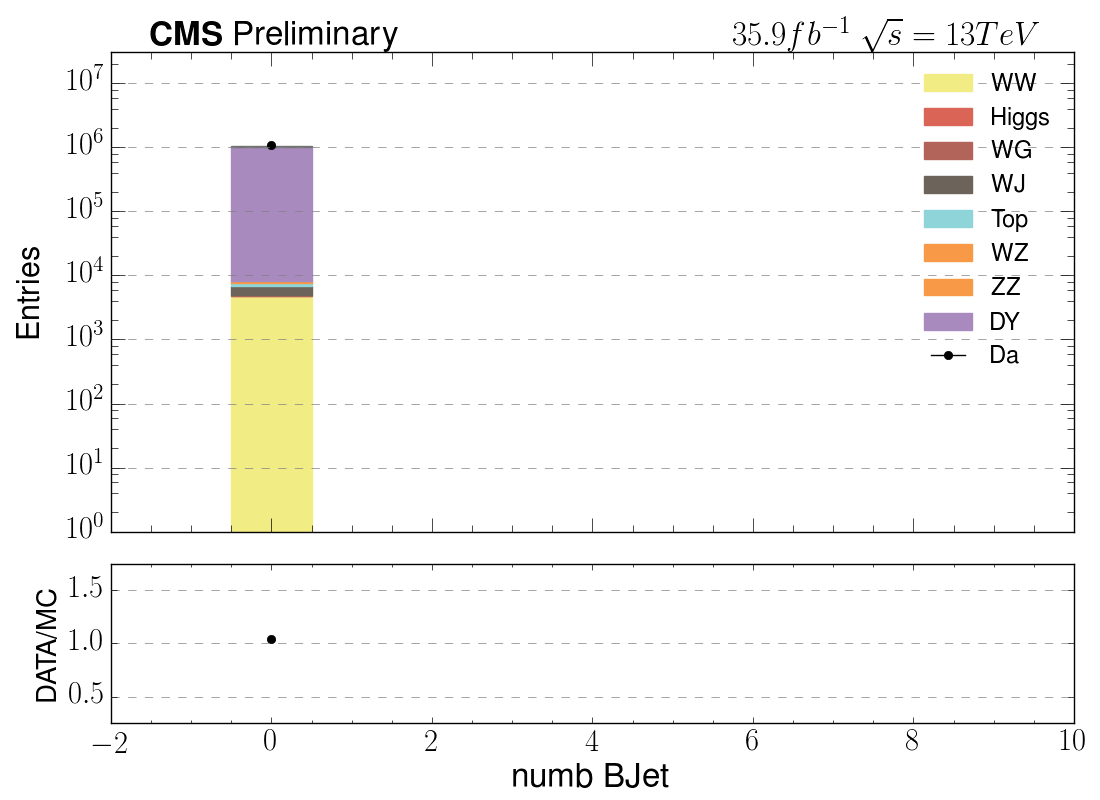 CMS Preliminary 35.9fb⁻¹ √s = 13TeV
10⁷
10⁶
10⁵
10⁴
10³
10²
10¹
10⁰
Entries
WW
Higgs
WG
WJ
Top
WZ
ZZ
DY
Da
1.5
1.0
0.5
DATA/MC
−2 0 2 4 6 8 10
numb BJet